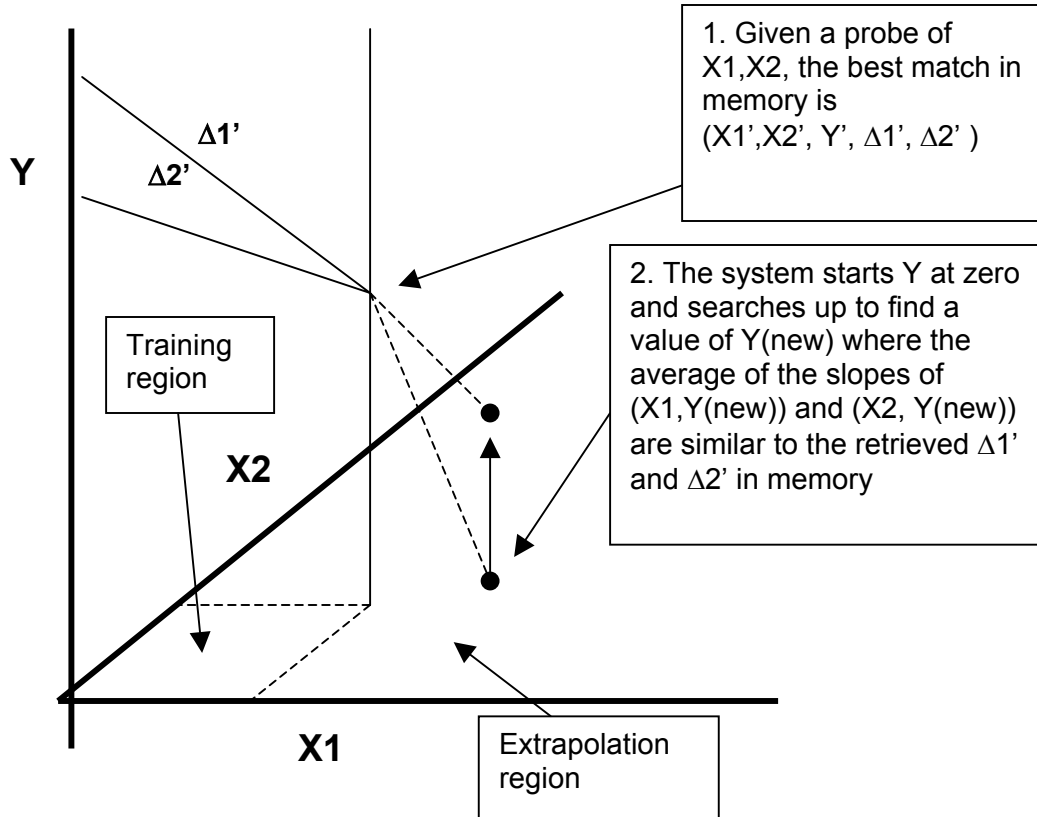 1. Given a probe of
X1,X2, the best match in
memory is
(X1’,X2’, Y’, Δ1’, Δ2’ )
Δ1’
Δ2’
Y
2. The system starts Y at zero
and searches up to find a
value of Y(new) where the
average of the slopes of
(X1,Y(new)) and (X2, Y(new))
are similar to the retrieved Δ1’
and Δ2’ in memory
Training
region
X2
X1
Extrapolation
region